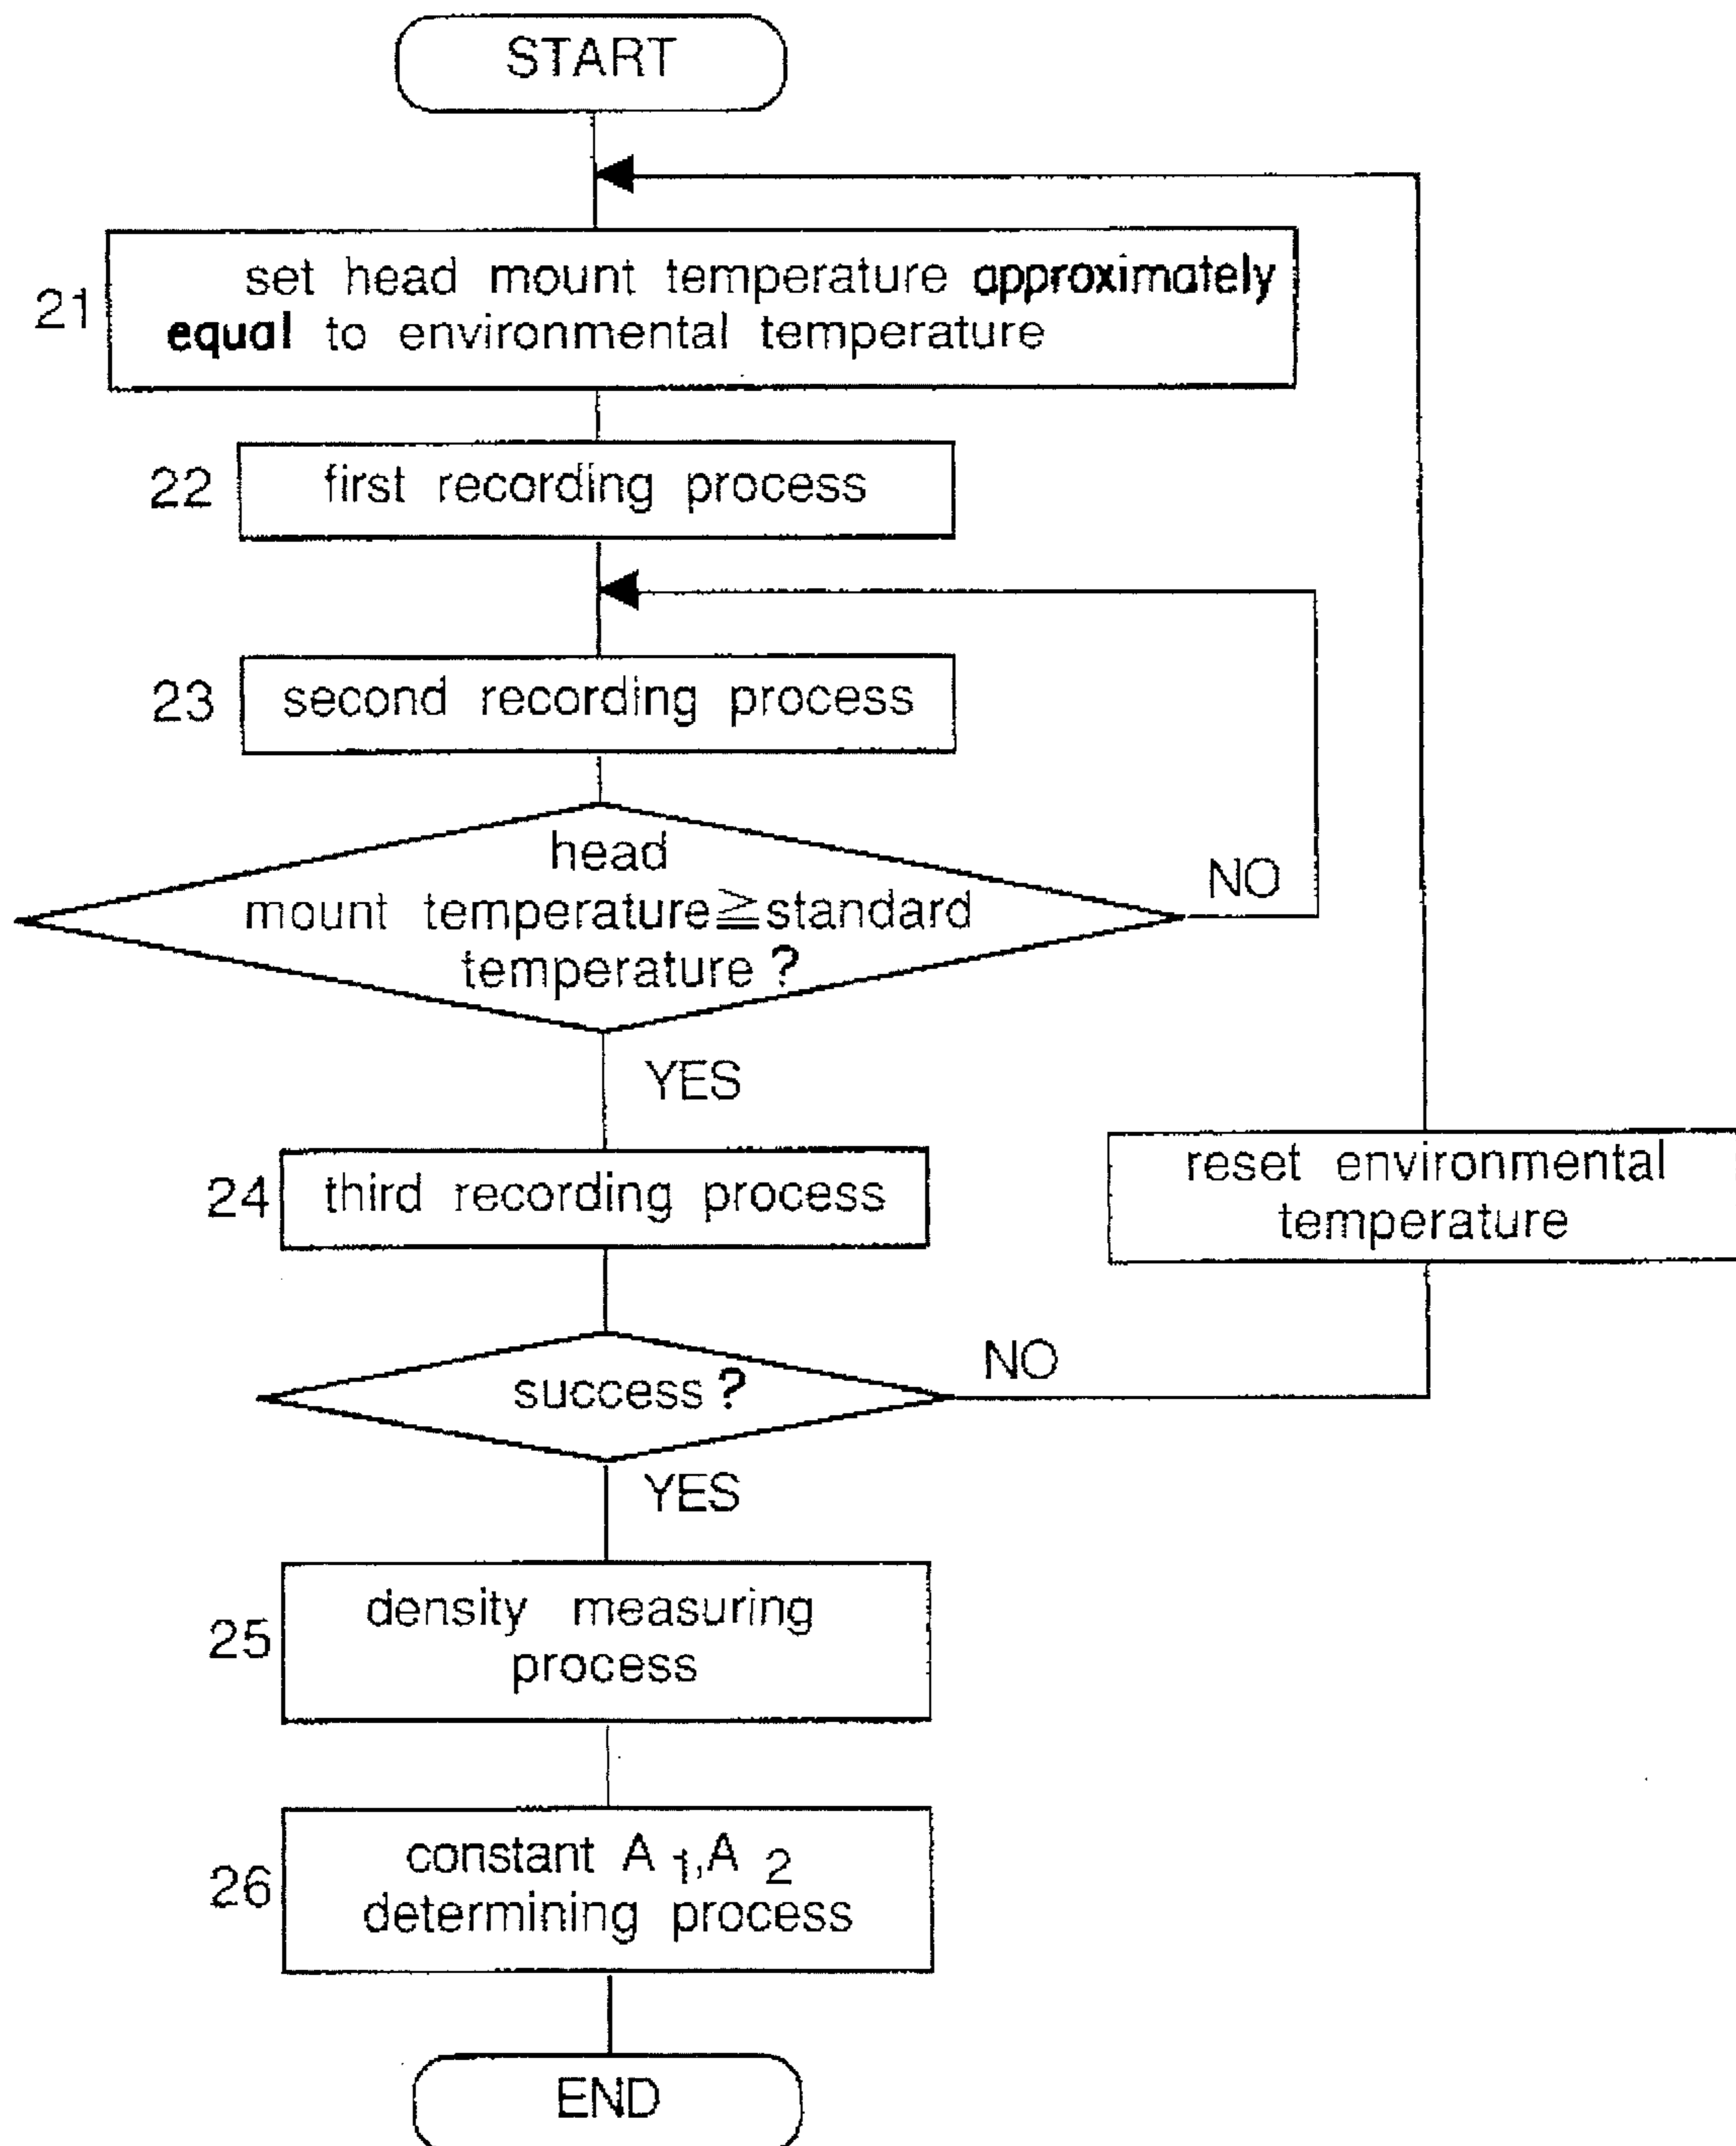 START
21
set head mount temperature approximately
equal to environmental temperature
22
first recording process
23
second recording process
head
mount temperature≧standard
temperature?
NO
YES
24
third recording process
reset environmental
temperature
success?
NO
YES
25
density measuring
process
26
constant A1,A2
determining process
END